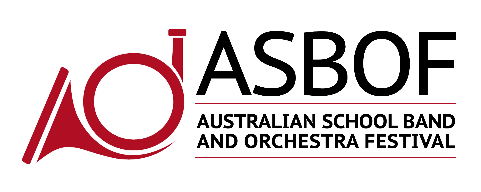 ASBOF
AUSTRALIAN SCHOOL BAND
AND ORCHESTRA FESTIVAL